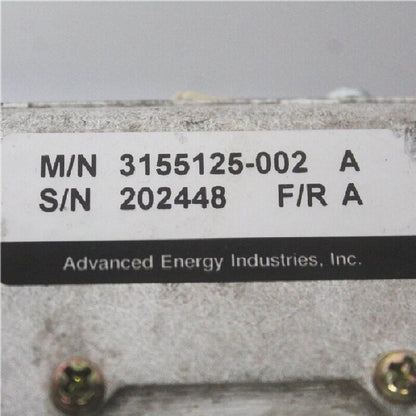 M/N 3155125-002 A
S/N 202448 F/R A
Advanced Energy Industries, Inc.